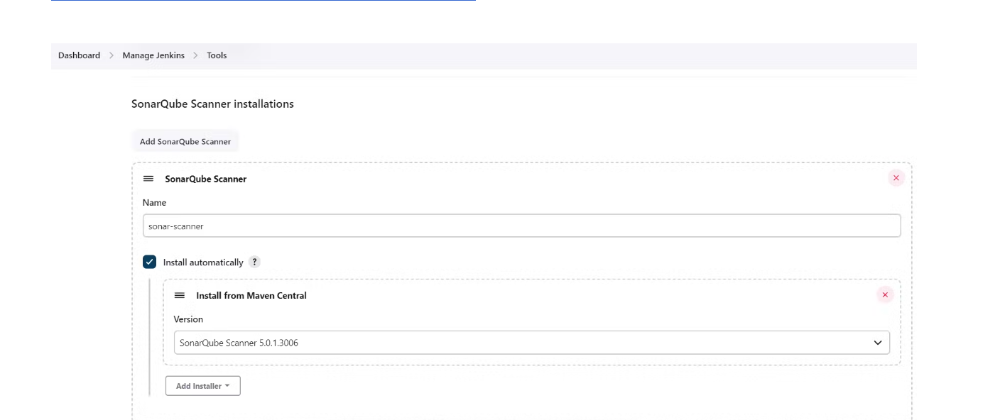 Dashboard > Manage Jenkins > Tools
SonarQube Scanner installations
Add SonarQube Scanner
SonarQube Scanner
Name
sonar-scanner
Install automatically ?
Install from Maven Central
Version
SonarQube Scanner 5.0.1.3006
Add Installer